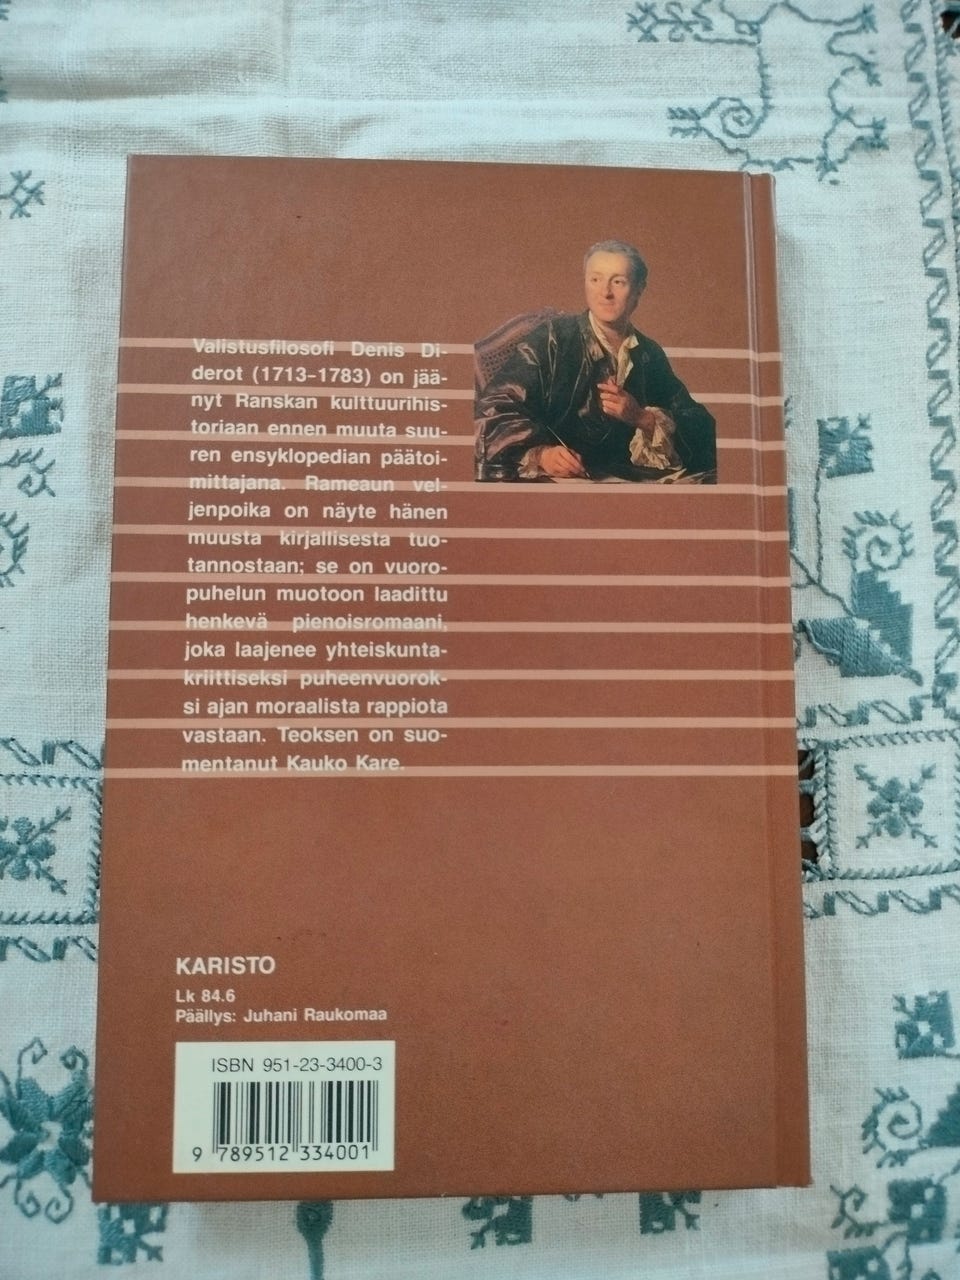 Valistusfilosofi Denis Di-
derot (1713-1783) on jää-
nyt Ranskan kulttuurihis-
toriaan ennen muuta suu-
ren ensyklopedian päätoi-
mittajana. Rameaun vel-
jenpoika on näyte hänen
muusta kirjallisesta tuo-
tannostaan; se on vuoro-
puhelun muotoon laadittu
henkevä pienoisromaani,
joka laajenee yhteiskunta-
kriittiseksi puheenvuorok-
si ajan moraalista rappiota
vastaan. Teoksen on suo-
mentanut Kauko Kare.
KARISTO
Lk 84.6
Päällys: Juhani Raukomaa
ISBN 951-23-3400-3
9 789512 334001